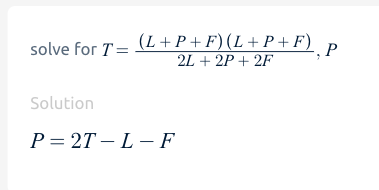 solve for T = (L + P + F)(L + P + F) / 2L + 2P + 2F , P
Solution
P = 2T − L − F